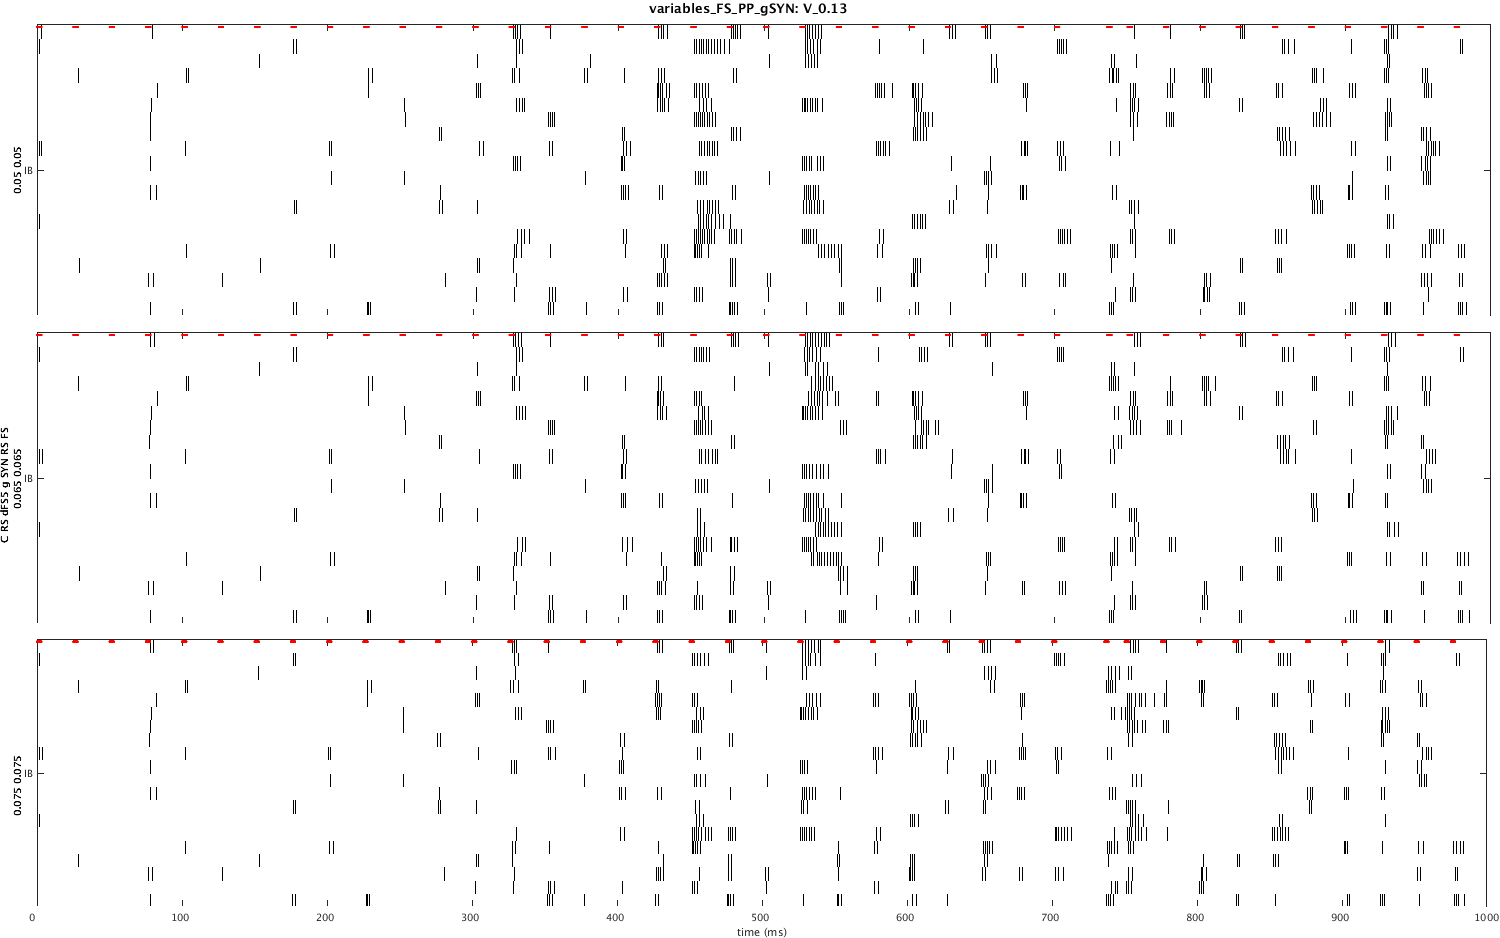 variables_FS_PP_gSYN: V_0.13
0.05 0.05
IB
C RS dFS5 g SYN RS FS
0.065 0.065
IB
0.075 0.075
IB
0 100 200 300 400 500 600 700 800 900 1000
time (ms)